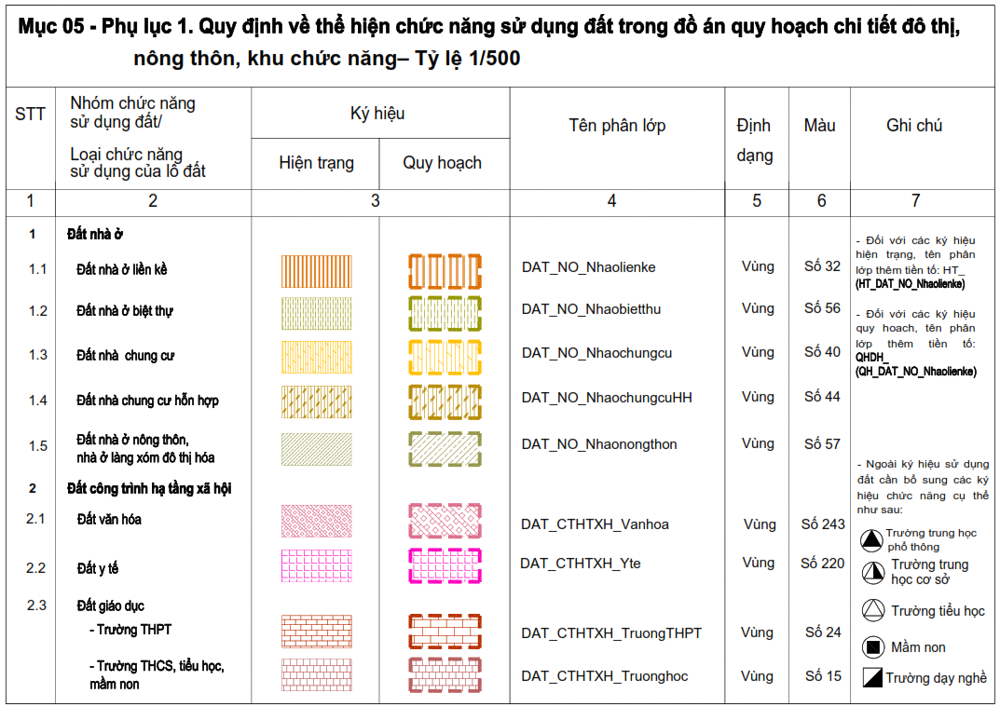 Mục 05 - Phụ lục 1. Quy định về thể hiện chức năng sử dụng đất trong đồ án quy hoạch chi tiết đô thị,
nông thôn, khu chức năng– Tỷ lệ 1/500
STT
Nhóm chức năng
sử dụng đất/
Loại chức năng
sử dụng của lô đất
Ký hiệu
Hiện trạng
Quy hoạch
Tên phân lớp
Định
dạng
Màu
Ghi chú
1 2 3 4 5 6 7
1 Đất nhà ở
1.1 Đất nhà ở liền kề DAT_NO_Nhaolienke Vùng Số 32
1.2 Đất nhà ở biệt thự DAT_NO_Nhaobietthu Vùng Số 56
1.3 Đất nhà chung cư DAT_NO_Nhaochungcu Vùng Số 40
1.4 Đất nhà chung cư hỗn hợp DAT_NO_NhaochungcuHH Vùng Số 44
1.5 Đất nhà ở nông thôn,
nhà ở làng xóm đô thị hóa
DAT_NO_Nhaonongthon Vùng Số 57
2 Đất công trình hạ tầng xã hội
2.1 Đất văn hóa DAT_CTHTXH_Vanhoa Vùng Số 243
2.2 Đất y tế DAT_CTHTXH_Yte Vùng Số 220
2.3 Đất giáo dục
- Trường THPT DAT_CTHTXH_TruongTHPT Vùng Số 24
- Trường THCS, tiểu học,
mầm non
DAT_CTHTXH_Truonghoc Vùng Số 15
- Đối với các ký hiệu
hiện trạng, tên phân
lớp thêm tiền tố: HT_
(HT_DAT_NO_Nhaolienke)
- Đối với các ký hiệu
quy hoach, tên phân
lớp thêm tiền tố:
QHDH_
(QH_DAT_NO_Nhaolienke)
- Ngoài ký hiệu sử dụng
đất cần bổ sung các ký
hiệu chức năng cụ thể
như sau:
Trường trung học
phổ thông
Trường trung
học cơ sở
Trường tiểu học
Mầm non
Trường dạy nghề